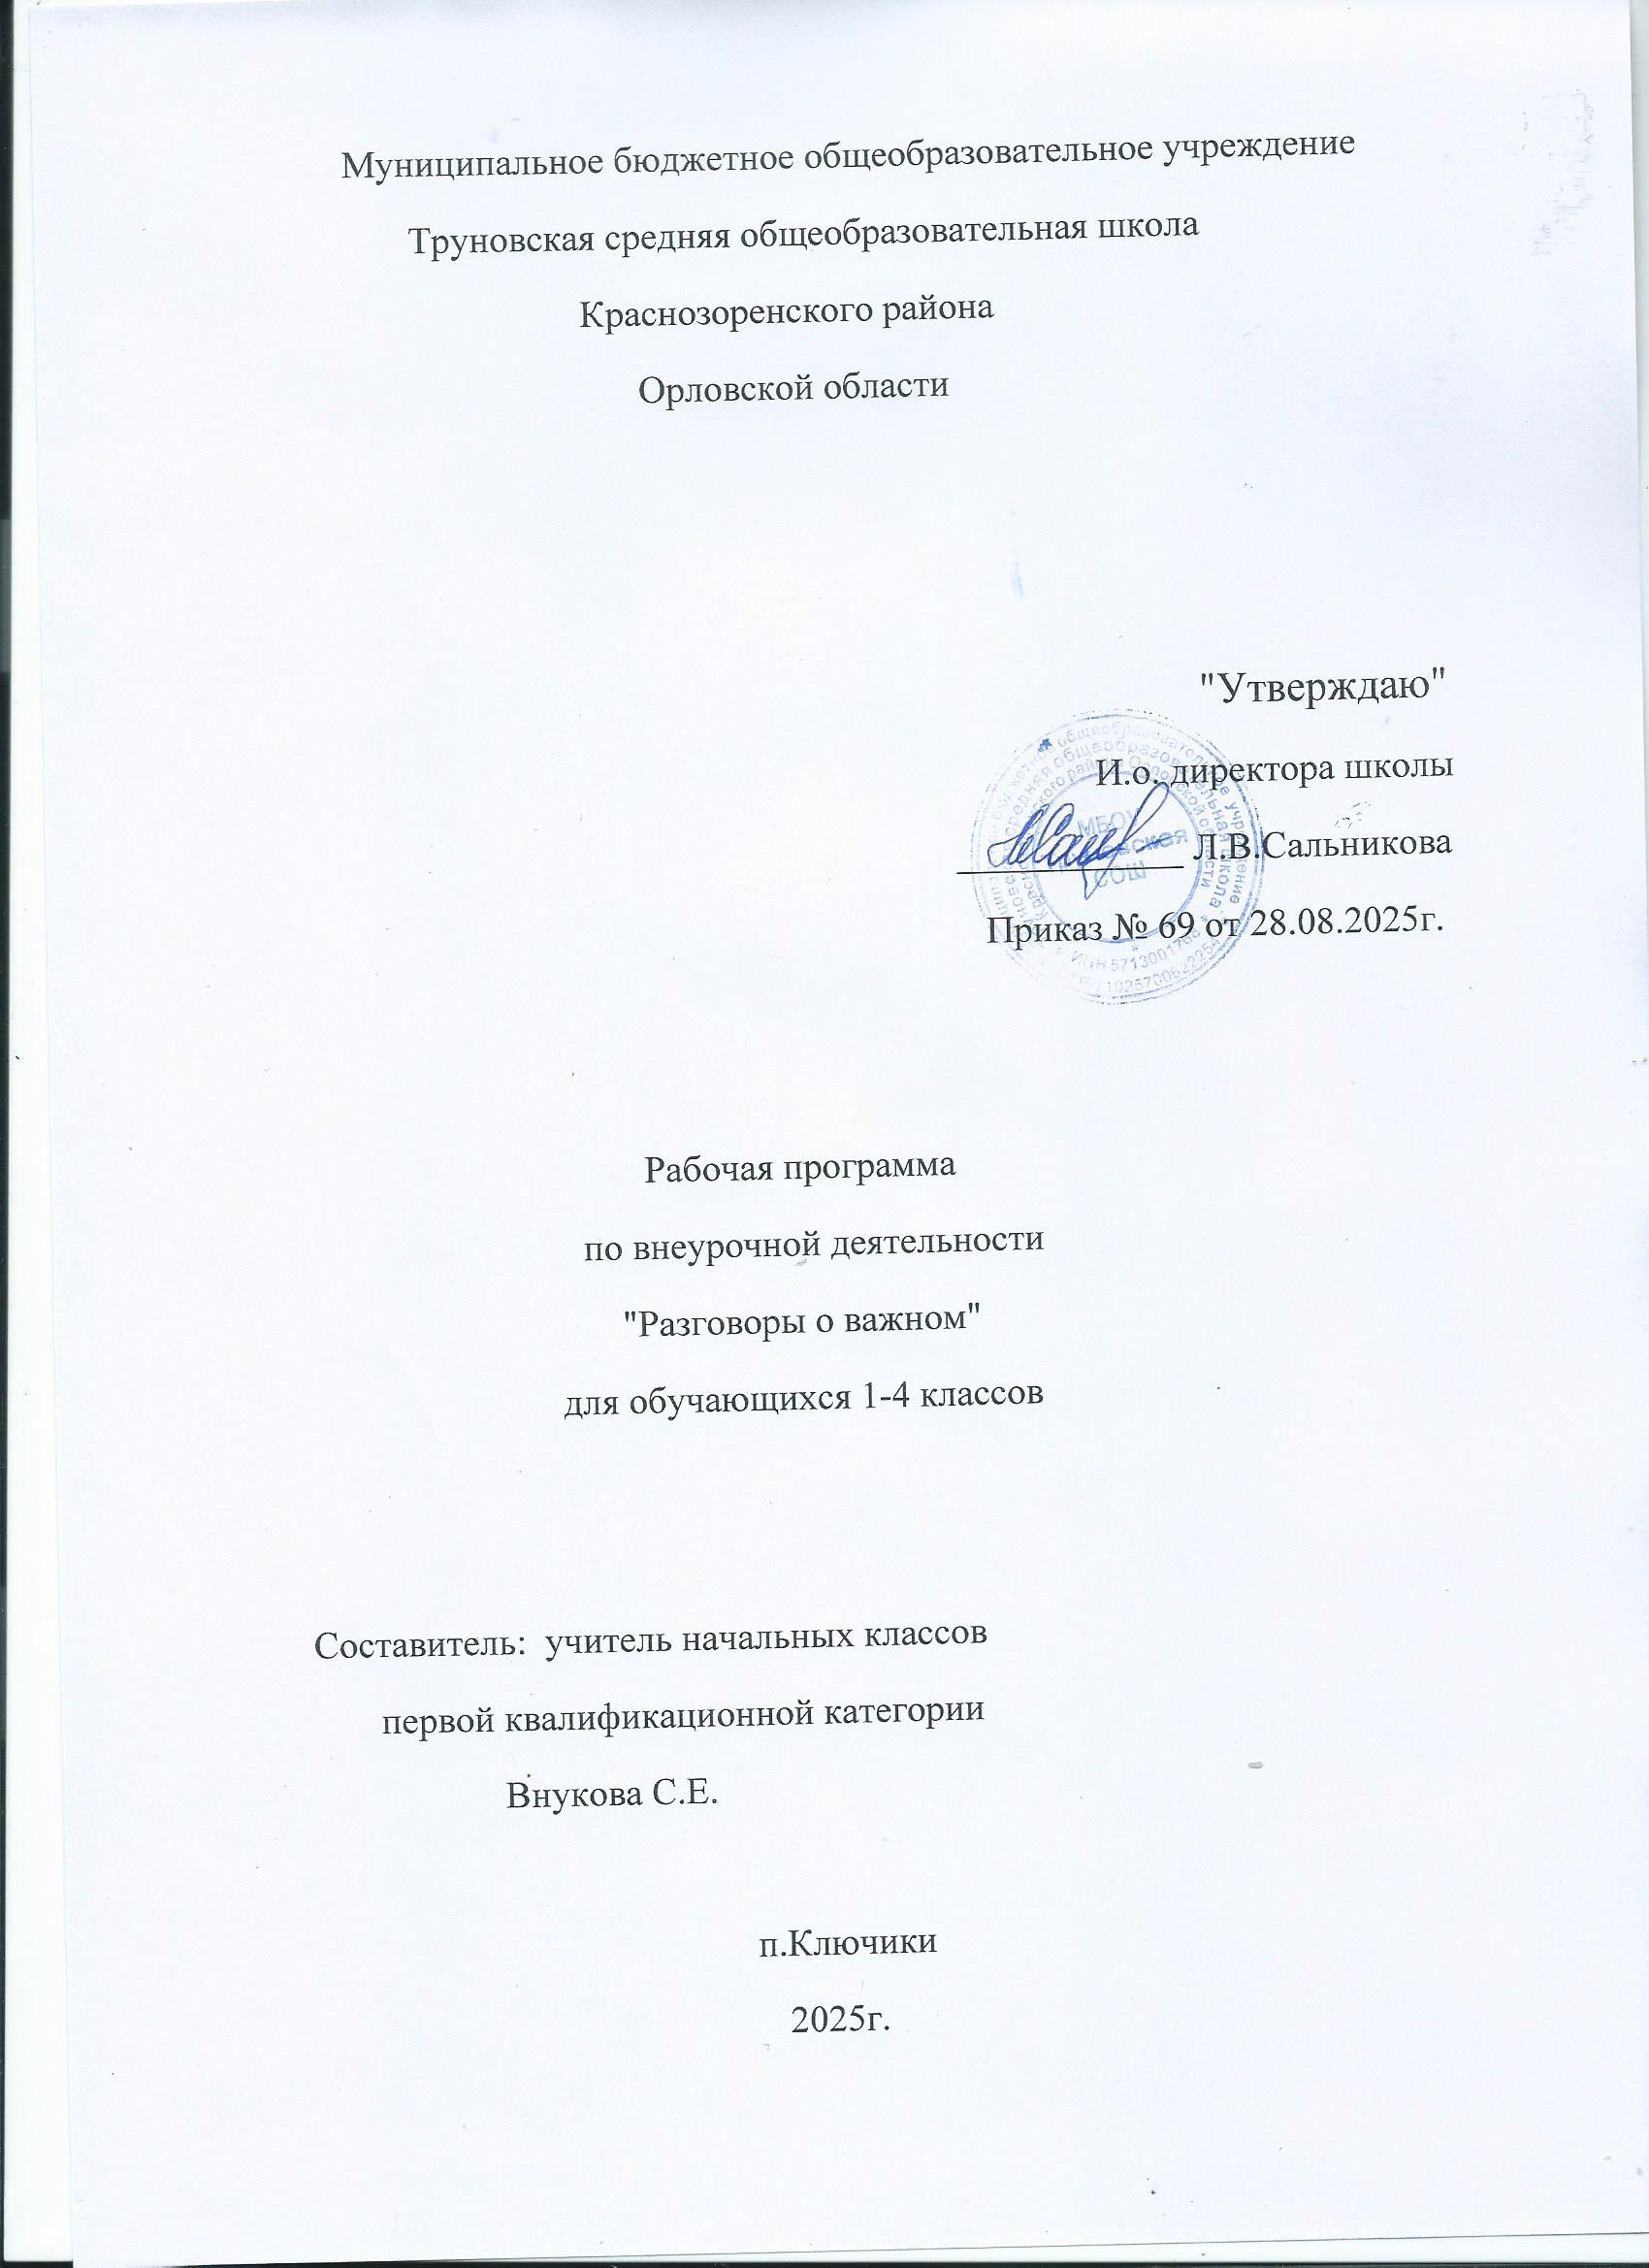 Муниципальное бюджетное общеобразовательное учреждение
Труновская средняя общеобразовательная школа
Краснозоренского района
Орловской области
"Утверждаю"
И.о. директора школы
Л.В.Сальникова
Приказ № 69 от 28.08.2025г.
МБОУ
СОШ
Рабочая программа
по внеурочной деятельности
"Разговоры о важном"
для обучающихся 1-4 классов
Составитель: учитель начальных классов
первой квалификационной категории
Внукова С.Е.
п.Ключики
2025г.